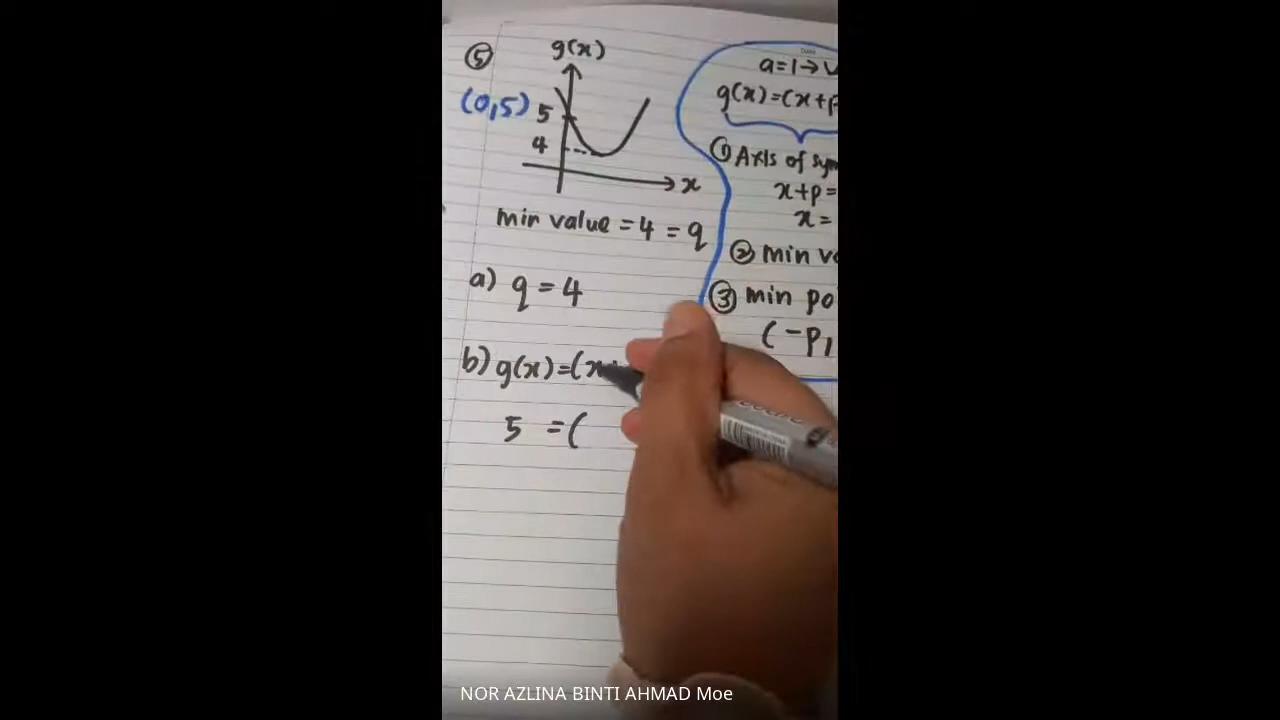 ⑤ g(x)
(0,5) 5
4
x
min value = 4 = q
a) q = 4
b) g(x)=(x
5 = (
a=1→
g(x)=(x+p
① Axis of sym
x+p=
x=
② min v
③ min po
(-p,
NOR AZLINA BINTI AHMAD Moe